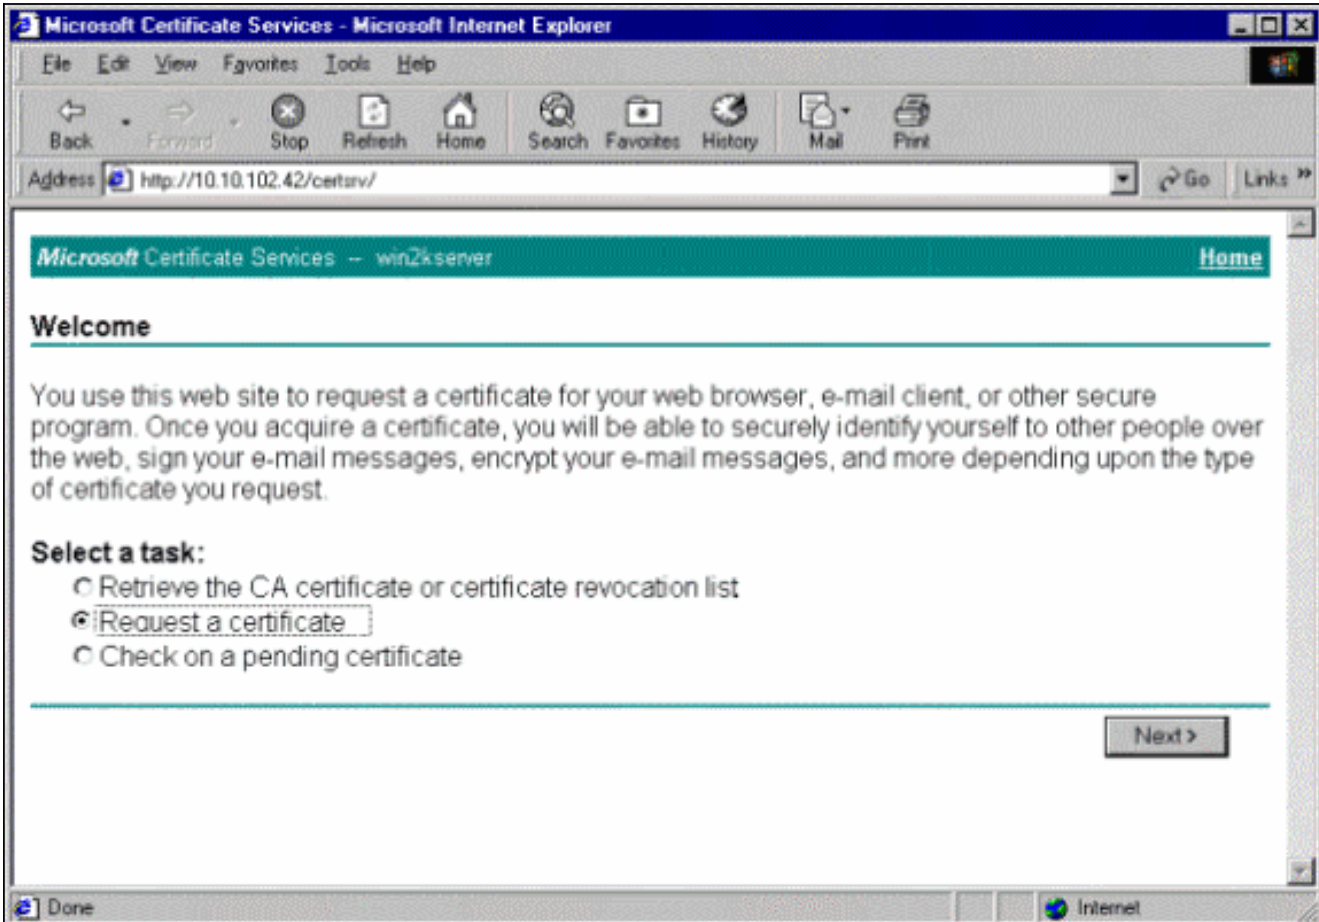 Microsoft Certificate Services - Microsoft Internet Explorer
File Edit View Favorites Tools Help
Back Forward Stop Refresh Home Search Favorites History Mail Print
Address http://10.10.102.42/certsrv/ Go Links »
Microsoft Certificate Services -- win2kserver Home
Welcome
You use this web site to request a certificate for your web browser, e-mail client, or other secure
program. Once you acquire a certificate, you will be able to securely identify yourself to other people over
the web, sign your e-mail messages, encrypt your e-mail messages, and more depending upon the type
of certificate you request.
Select a task:
Retrieve the CA certificate or certificate revocation list
Request a certificate
Check on a pending certificate
Next >
Done Internet